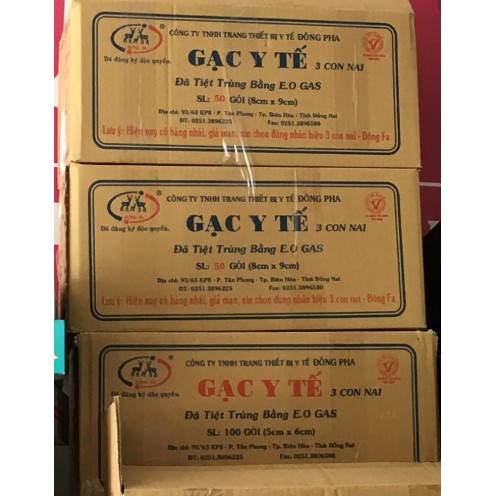 CÔNG TY TNHH TRANG THIẾT BỊ Y TẾ ĐÔNG PHA
GẠC Y TẾ 3 CON NAI
Đã đăng ký độc quyền.
Đã Tiệt Trùng Bằng E.O GAS
SL: 50 GÓI (8cm x 9cm)
Địa chỉ: 93/63 KP8 - P. Tân Phong - Tp. Biên Hòa - Tỉnh Đồng Nai
ĐT: 0251.3896225 Fax: 0251.3896580
Lưu ý: Hiện nay có hàng nhái, giả mạo, xin chọn đúng nhãn hiệu 3 con nai - Đông Fa
CÔNG TY TNHH TRANG THIẾT BỊ Y TẾ ĐÔNG PHA
GẠC Y TẾ 3 CON NAI
Đã đăng ký độc quyền.
Đã Tiệt Trùng Bằng E.O GAS
SL: 50 GÓI (8cm x 9cm)
Địa chỉ: 93/63 KP8 - P. Tân Phong - Tp. Biên Hòa - Tỉnh Đồng Nai
ĐT: 0251.3896225 Fax: 0251.3896580
Lưu ý: Hiện nay có hàng nhái, giả mạo, xin chọn đúng nhãn hiệu 3 con nai - Đông Fa
CÔNG TY TNHH TRANG THIẾT BỊ Y TẾ ĐÔNG PHA
GẠC Y TẾ 3 CON NAI
Đã đăng ký độc quyền.
Đã Tiệt Trùng Bằng E.O GAS
SL: 100 GÓI (5cm x 6cm)
Địa chỉ: 93/63 KP8 - P. Tân Phong - Tp. Biên Hòa - Tỉnh Đồng Nai
ĐT: 0251.3896225 Fax: 0251.3896580